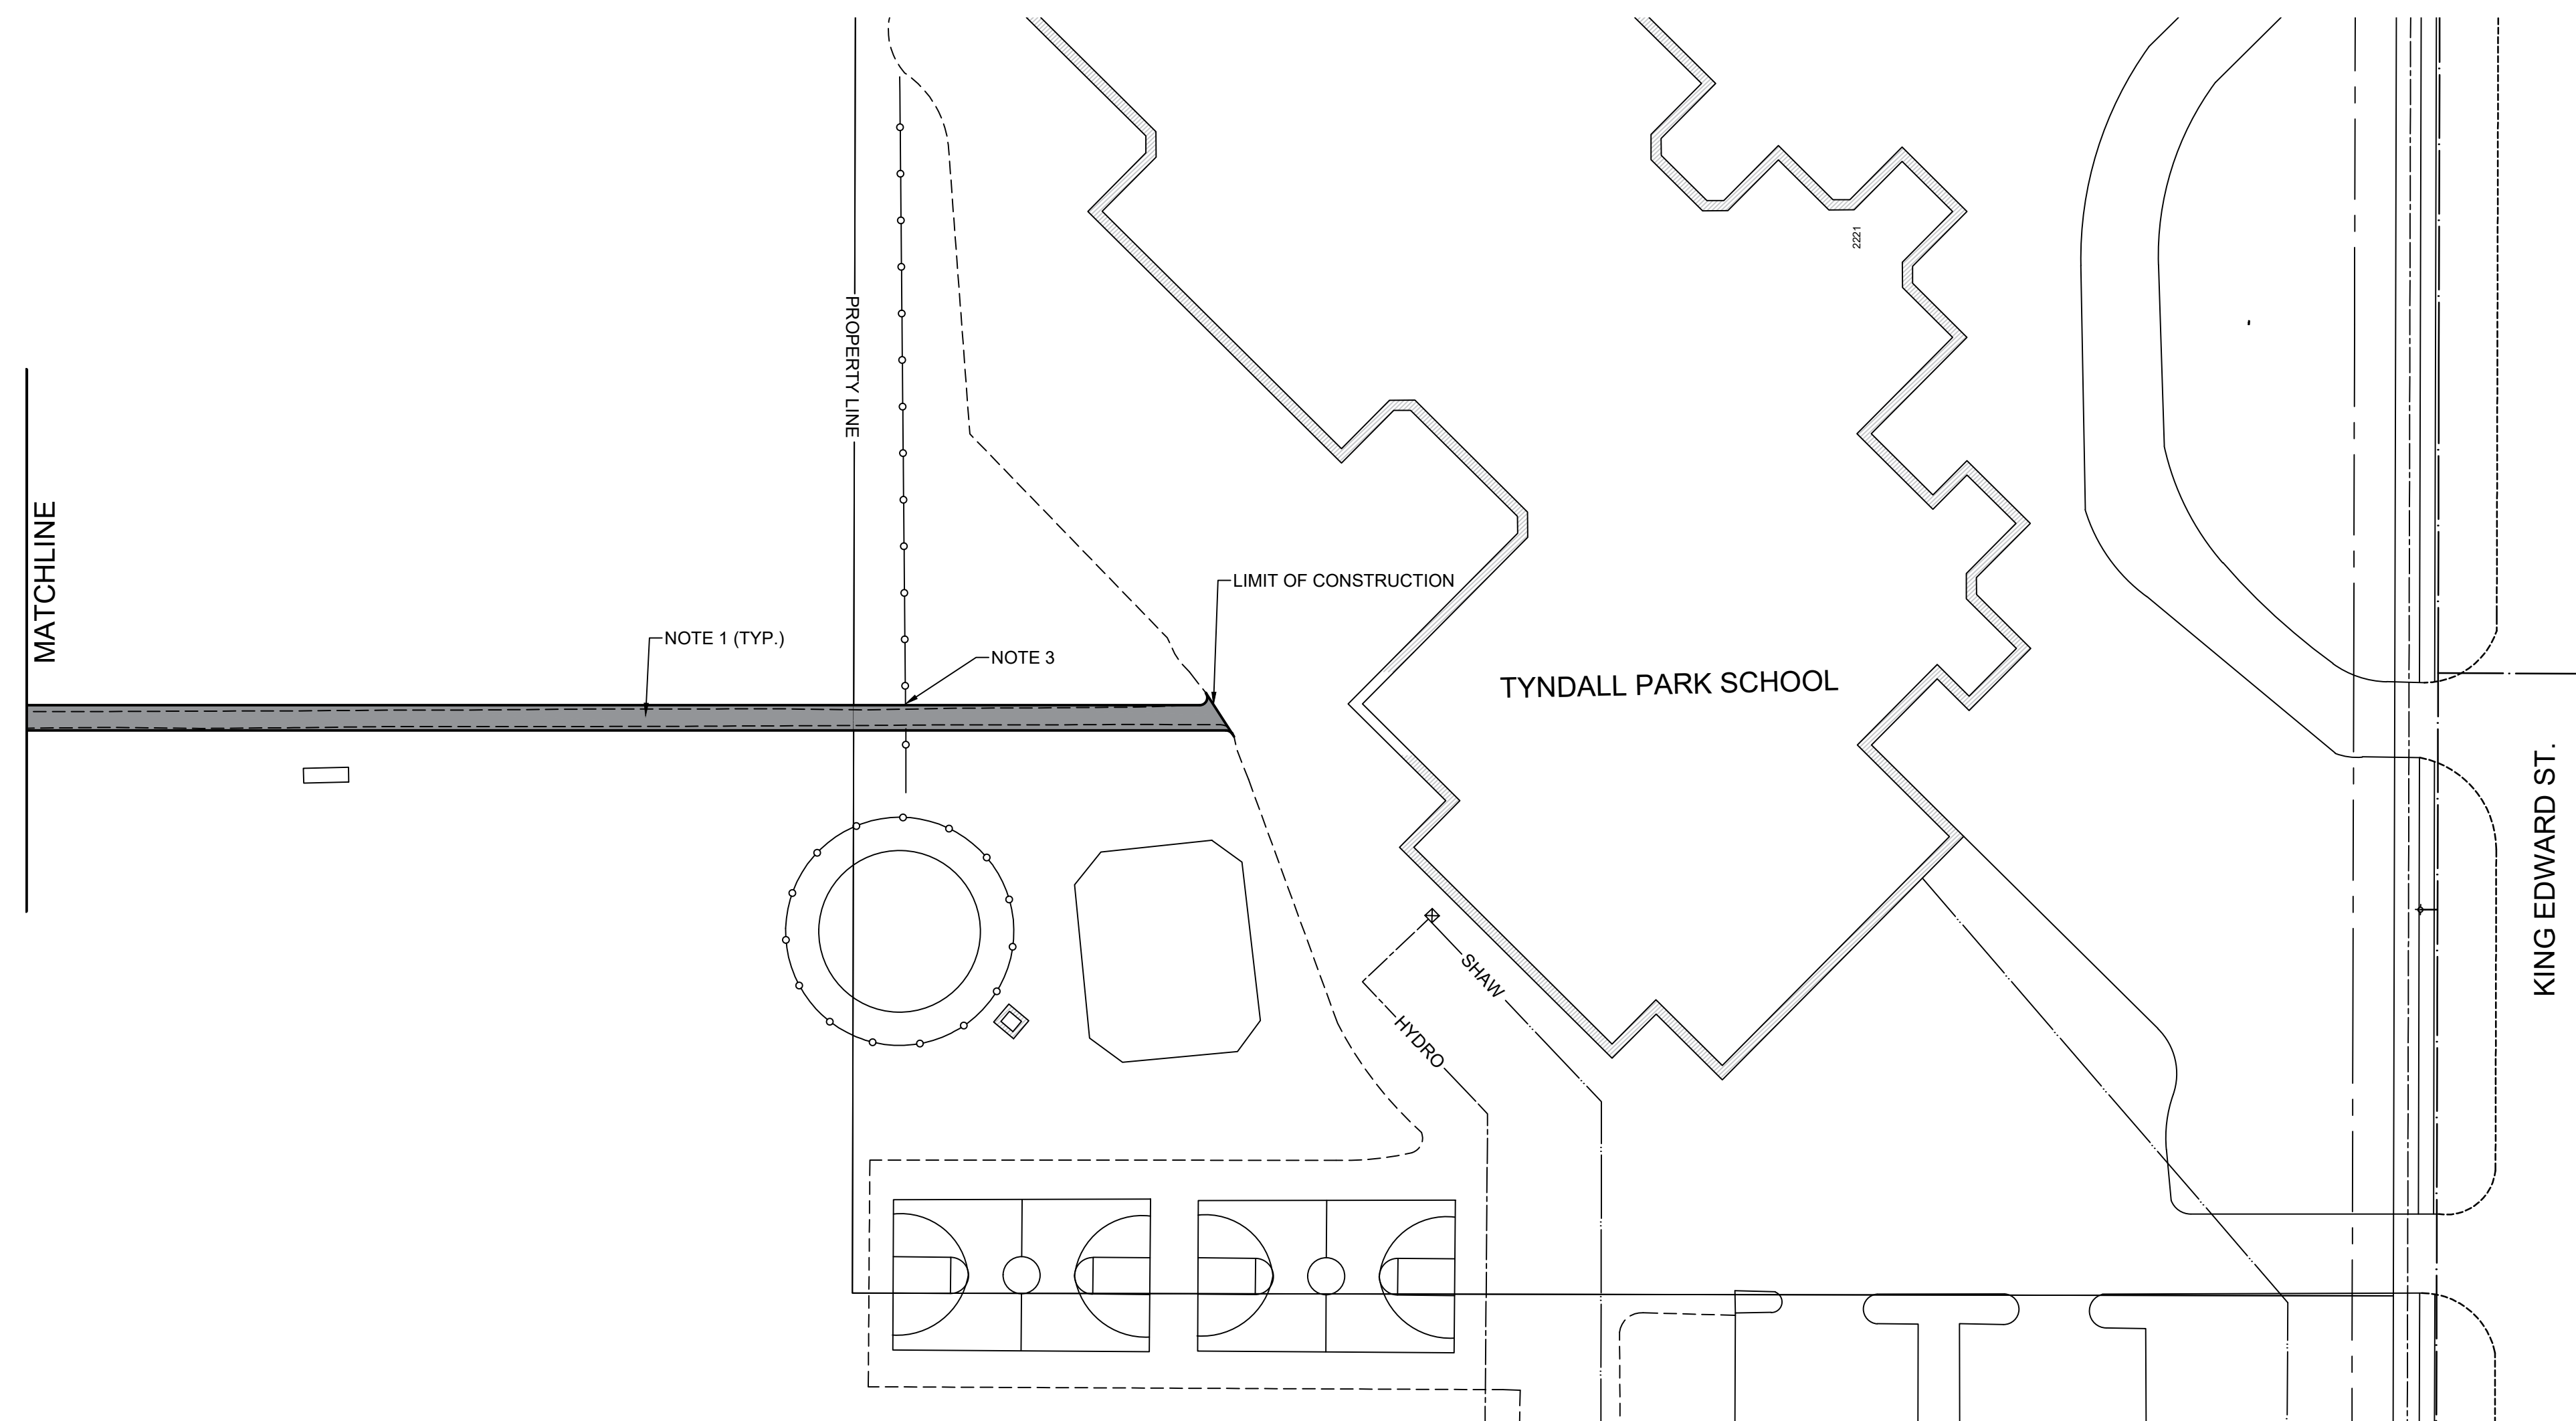 2221
PROPERTY LINE
MATCHLINE
LIMIT OF CONSTRUCTION
NOTE 1 (TYP.)
NOTE 3
TYNDALL PARK SCHOOL
KING EDWARD ST.
SHAW
HYDRO